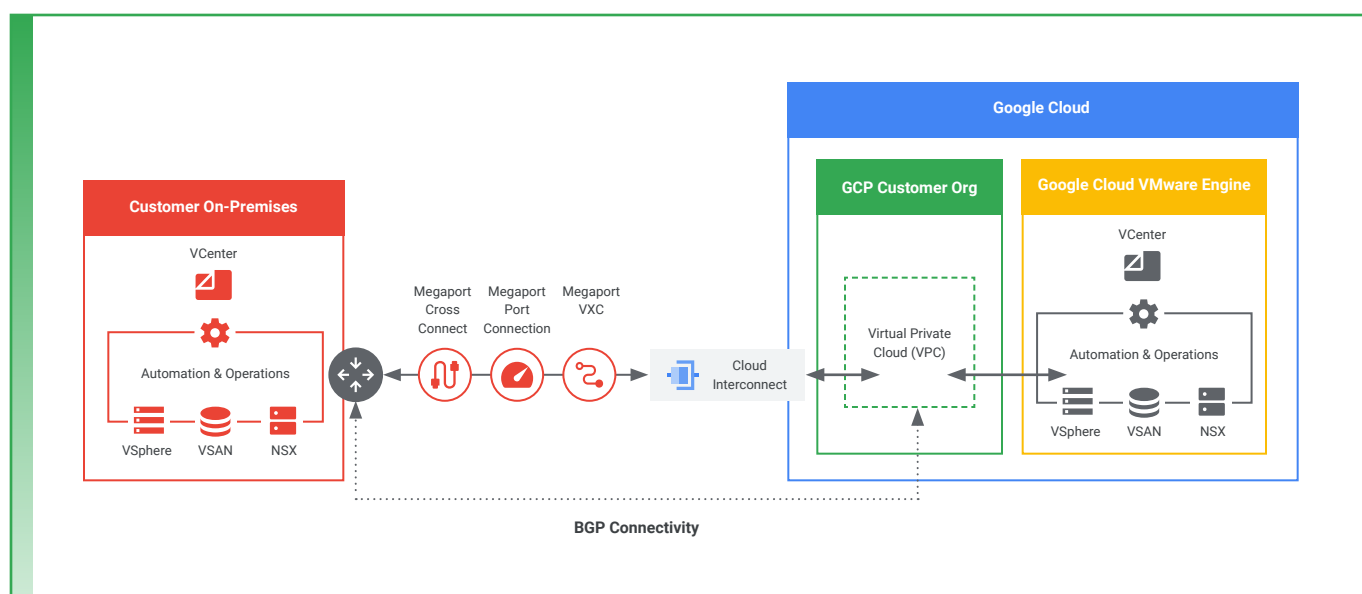 Google Cloud
GCP Customer Org
Google Cloud VMware Engine
Customer On-Premises
VCenter
Automation & Operations
VSphere
VSAN
NSX
Megaport
Cross
Connect
Megaport
Port
Connection
Megaport
VXC
Cloud
Interconnect
Virtual Private
Cloud (VPC)
VCenter
Automation & Operations
VSphere
VSAN
NSX
BGP Connectivity